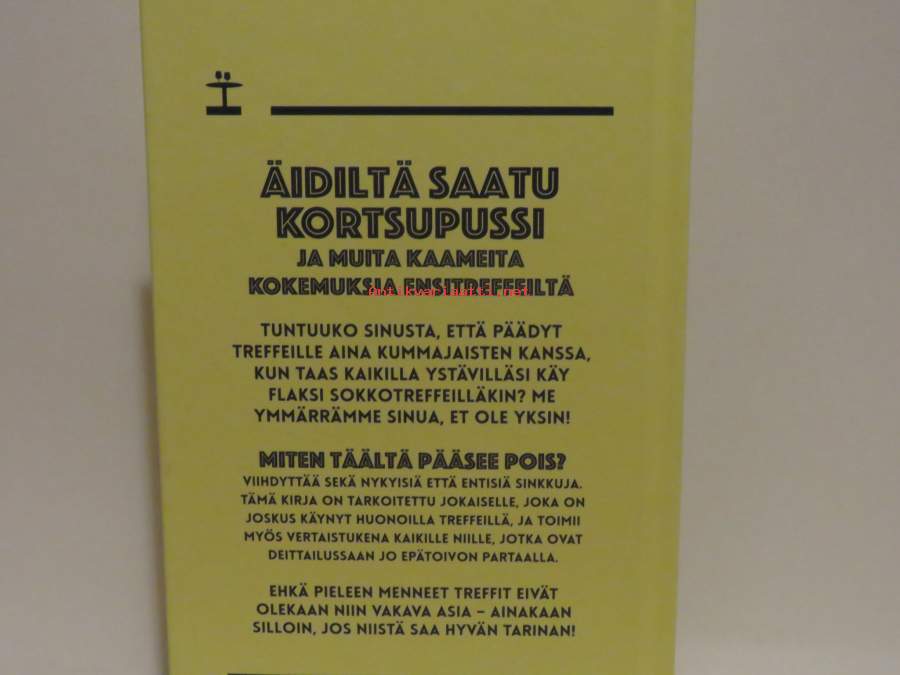 ÄIDILTÄ SAATU
KORTSUPUSSI
JA MUITA KAAMEITA
KOKEMUKSIA ENSITREFFEILTÄ
Antikvariaatti.net
TUNTUUKO SINUSTA, ETTÄ PÄÄDYT
TREFFEILLE AINA KUMMAJAISTEN KANSSA,
KUN TAAS KAIKILLA YSTÄVILLÄSI KÄY
FLAKSI SOKKOTREFFEILLÄKIN? ME
YMMÄRRÄMME SINUA, ET OLE YKSIN!
MITEN TÄÄLTÄ PÄÄSEE POIS?
VIIHDYTTÄÄ SEKÄ NYKYISIÄ ETTÄ ENTISIÄ SINKKUJA.
TÄMÄ KIRJA ON TARKOITETTU JOKAISELLE, JOKA ON
JOSKUS KÄYNYT HUONOILLA TREFFEILLÄ, JA TOIMII
MYÖS VERTAISTUKENA KAIKILLE NIILLE, JOTKA OVAT
DEITTAILUSSAAN JO EPÄTOIVON PARTAALLA.
EHKÄ PIELEEN MENNEET TREFFIT EIVÄT
OLEKAAN NIIN VAKAVA ASIA – AINAKAAN
SILLOIN, JOS NIISTÄ SAA HYVÄN TARINAN!